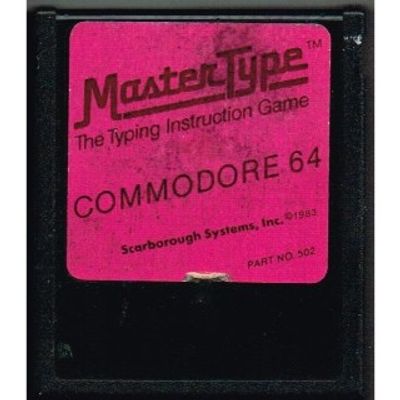 MasterType™
The Typing Instruction Game
COMMODORE 64
Scarborough Systems, Inc. ©1983
PART NO. 502